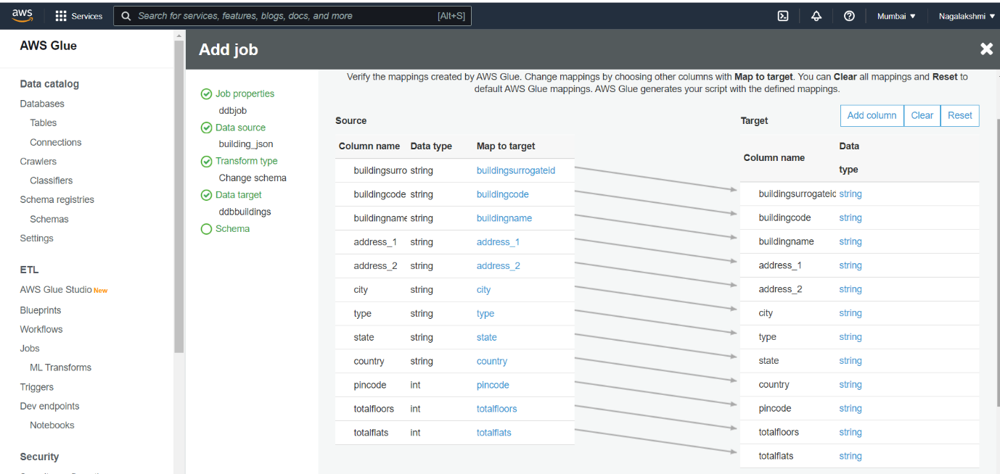 aws
Services
Search for services, features, blogs, docs, and more
[Alt+S]
Mumbai
Nagalakshmi
AWS Glue
Data catalog
Databases
Tables
Connections
Crawlers
Classifiers
Schema registries
Schemas
Settings
ETL
AWS Glue Studio New
Blueprints
Workflows
Jobs
ML Transforms
Triggers
Dev endpoints
Notebooks
Security
Add job
Job properties
ddbjob
Data source
building_json
Transform type
Change schema
Data target
ddbbuildings
Schema
Verify the mappings created by AWS Glue. Change mappings by choosing other columns with Map to target. You can Clear all mappings and Reset to
default AWS Glue mappings. AWS Glue generates your script with the defined mappings.
Source
Column name Data type Map to target
buildingsurro string buildingsurrogateid
buildingcode string buildingcode
buildingname string buildingname
address_1 string address_1
address_2 string address_2
city string city
type string type
state string state
country string country
pincode int pincode
totalfloors int totalfloors
totalflats int totalflats
Target
Add column Clear Reset
Column name Data type
buildingsurrogateid string
buildingcode string
buildingname string
address_1 string
address_2 string
city string
type string
state string
country string
pincode string
totalfloors string
totalflats string